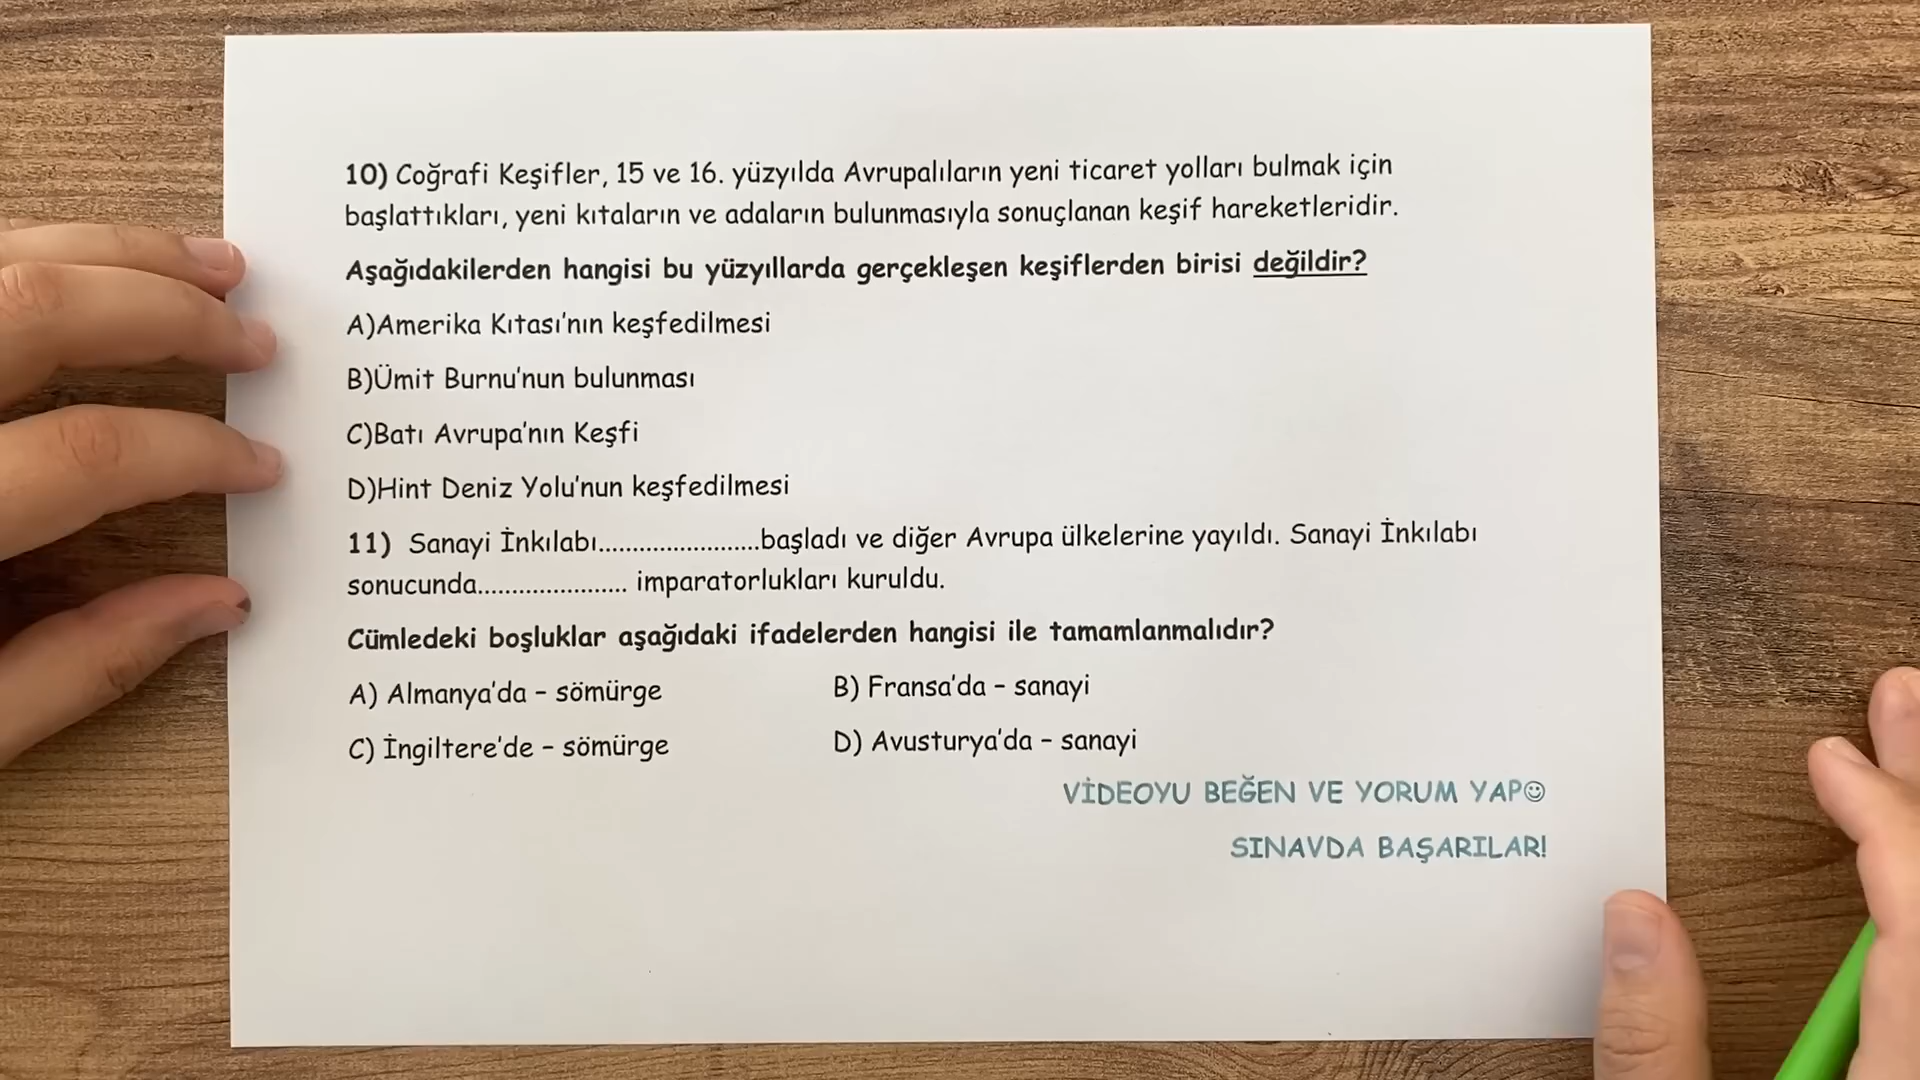 10) Coğrafi Keşifler, 15 ve 16. yüzyılda Avrupalıların yeni ticaret yolları bulmak için
başlattıkları, yeni kıtaların ve adaların bulunmasıyla sonuçlanan keşif hareketleridir.
Aşağıdakilerden hangisi bu yüzyıllarda gerçekleşen keşiflerden birisi değildir?
A)Amerika Kıtası'nın keşfedilmesi
B)Ümit Burnu'nun bulunması
C)Batı Avrupa'nın Keşfi
D)Hint Deniz Yolu'nun keşfedilmesi
11) Sanayi İnkılabı........................başladı ve diğer Avrupa ülkelerine yayıldı. Sanayi İnkılabı
sonucunda...................... imparatorlukları kuruldu.
Cümledeki boşluklar aşağıdaki ifadelerden hangisi ile tamamlanmalıdır?
A) Almanya'da – sömürge B) Fransa'da – sanayi
C) İngiltere'de – sömürge D) Avusturya'da – sanayi
VİDEOYU BEĞEN VE YORUM YAP☺
SINAVDA BAŞARILAR!